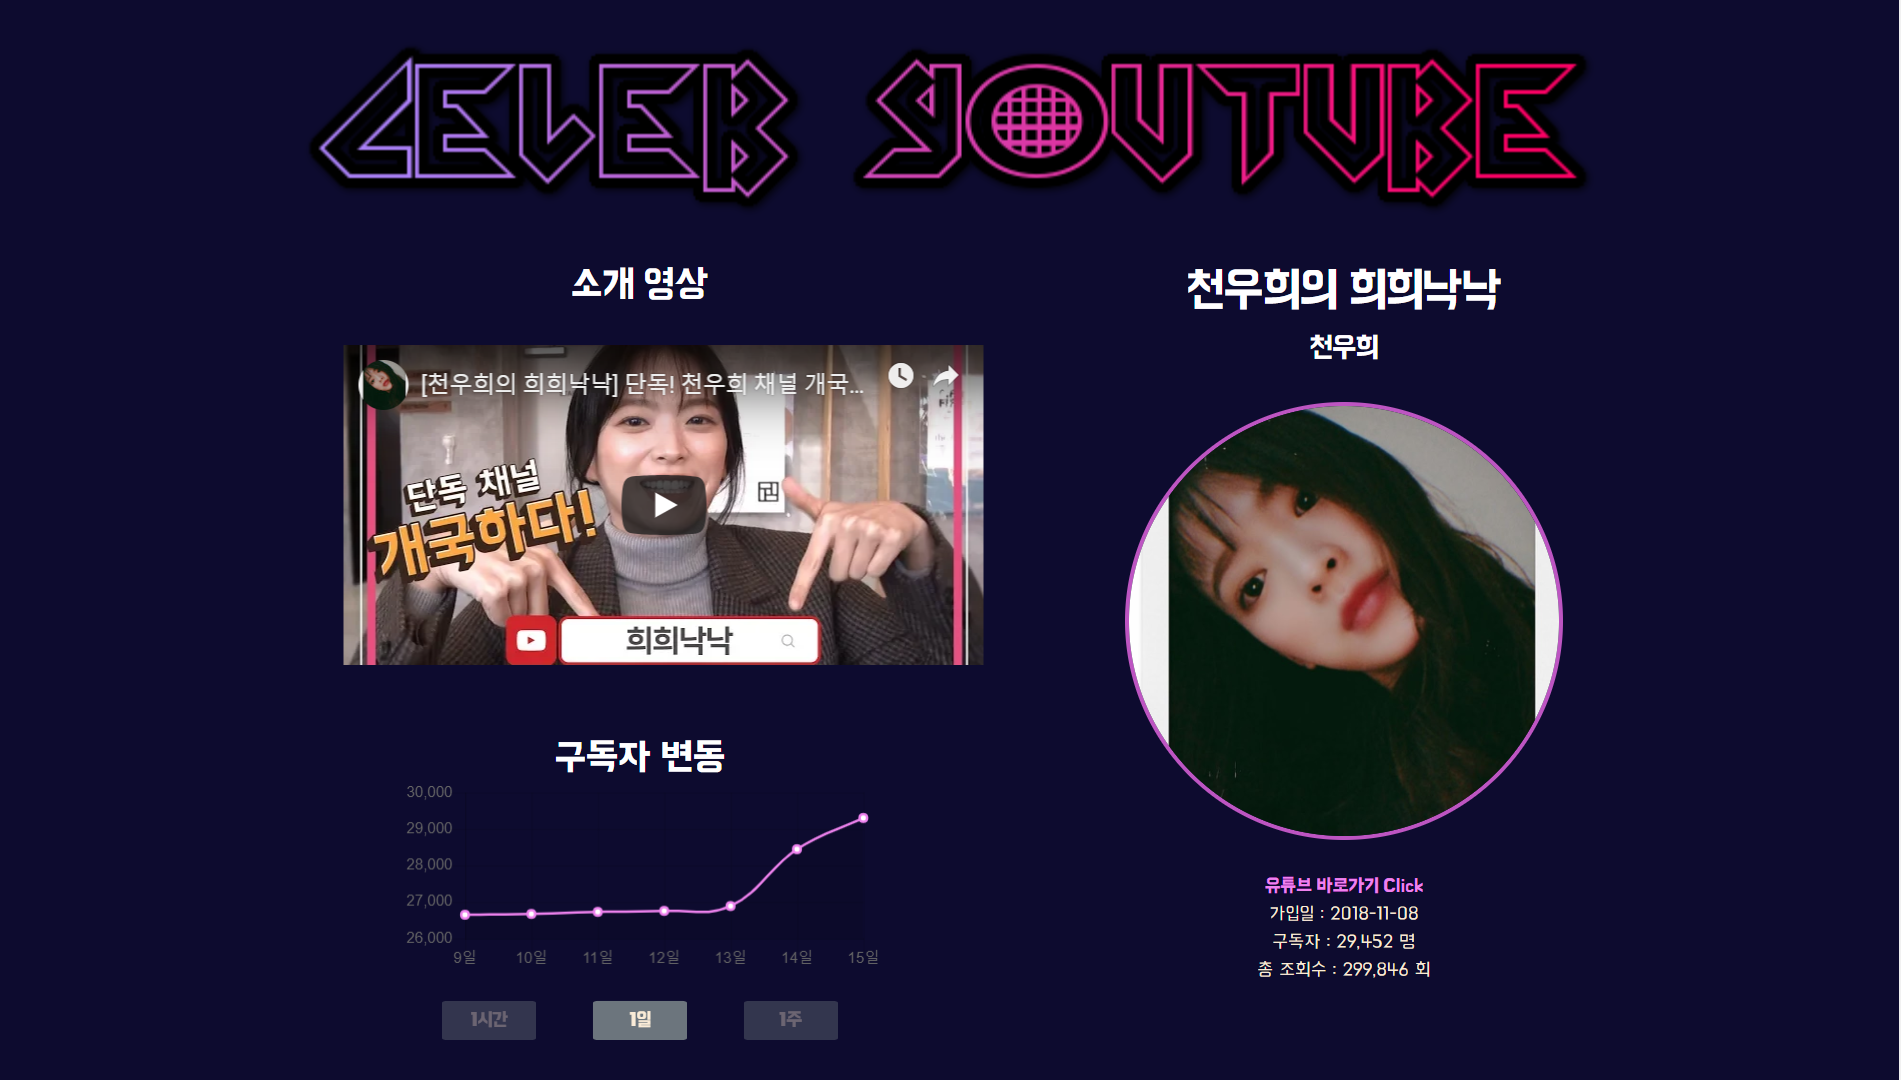 CELEB YOUTUBE
소개 영상
[천우희의 희희낙낙] 단독! 천우희 채널 개국...
단독 채널
개국하다!
희희낙낙
구독자 변동
30,000
29,000
28,000
27,000
26,000
9일 10일 11일 12일 13일 14일 15일
1시간 1일 1주
천우희의 희희낙낙
천우희
유튜브 바로가기 Click
가입일 : 2018-11-08
구독자 : 29,452 명
총 조회수 : 299,846 회